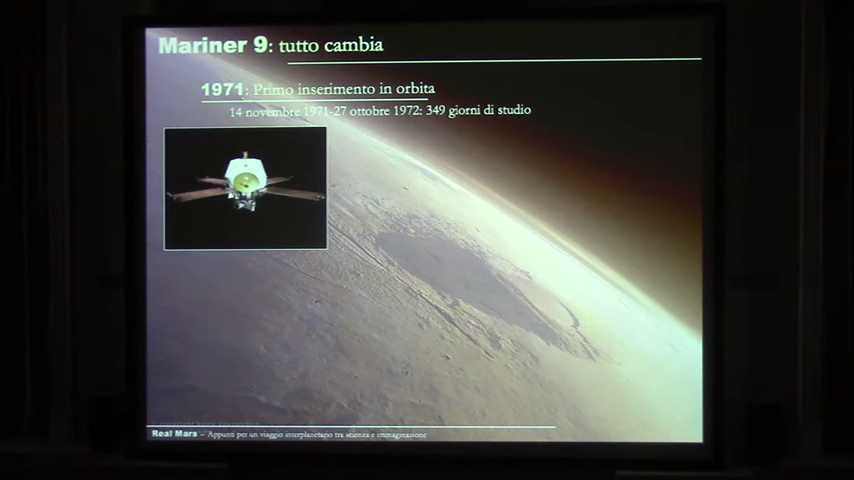 Mariner 9: tutto cambia
1971: Primo inserimento in orbita
14 novembre 1971-27 ottobre 1972: 349 giorni di studio
Real Mars – Appunti per un viaggio interplanetario tra scienza e immaginazione